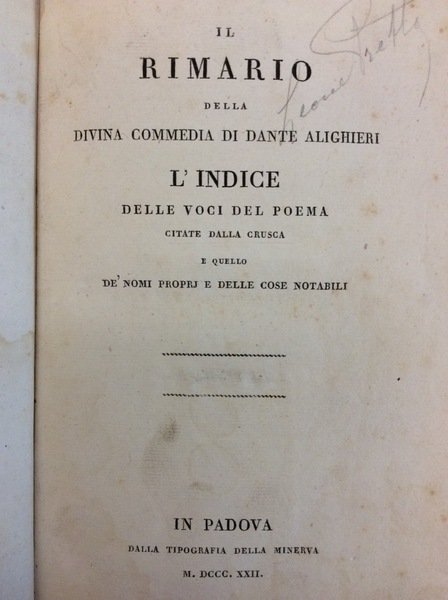 IL
RIMARIO
DELLA
DIVINA COMMEDIA DI DANTE ALIGHIERI
L'INDICE
DELLE VOCI DEL POEMA
CITATE DALLA CRUSCA
E QUELLO
DE' NOMI PROPRJ E DELLE COSE NOTABILI
IN PADOVA
DALLA TIPOGRAFIA DELLA MINERVA
M. DCCC. XXII.